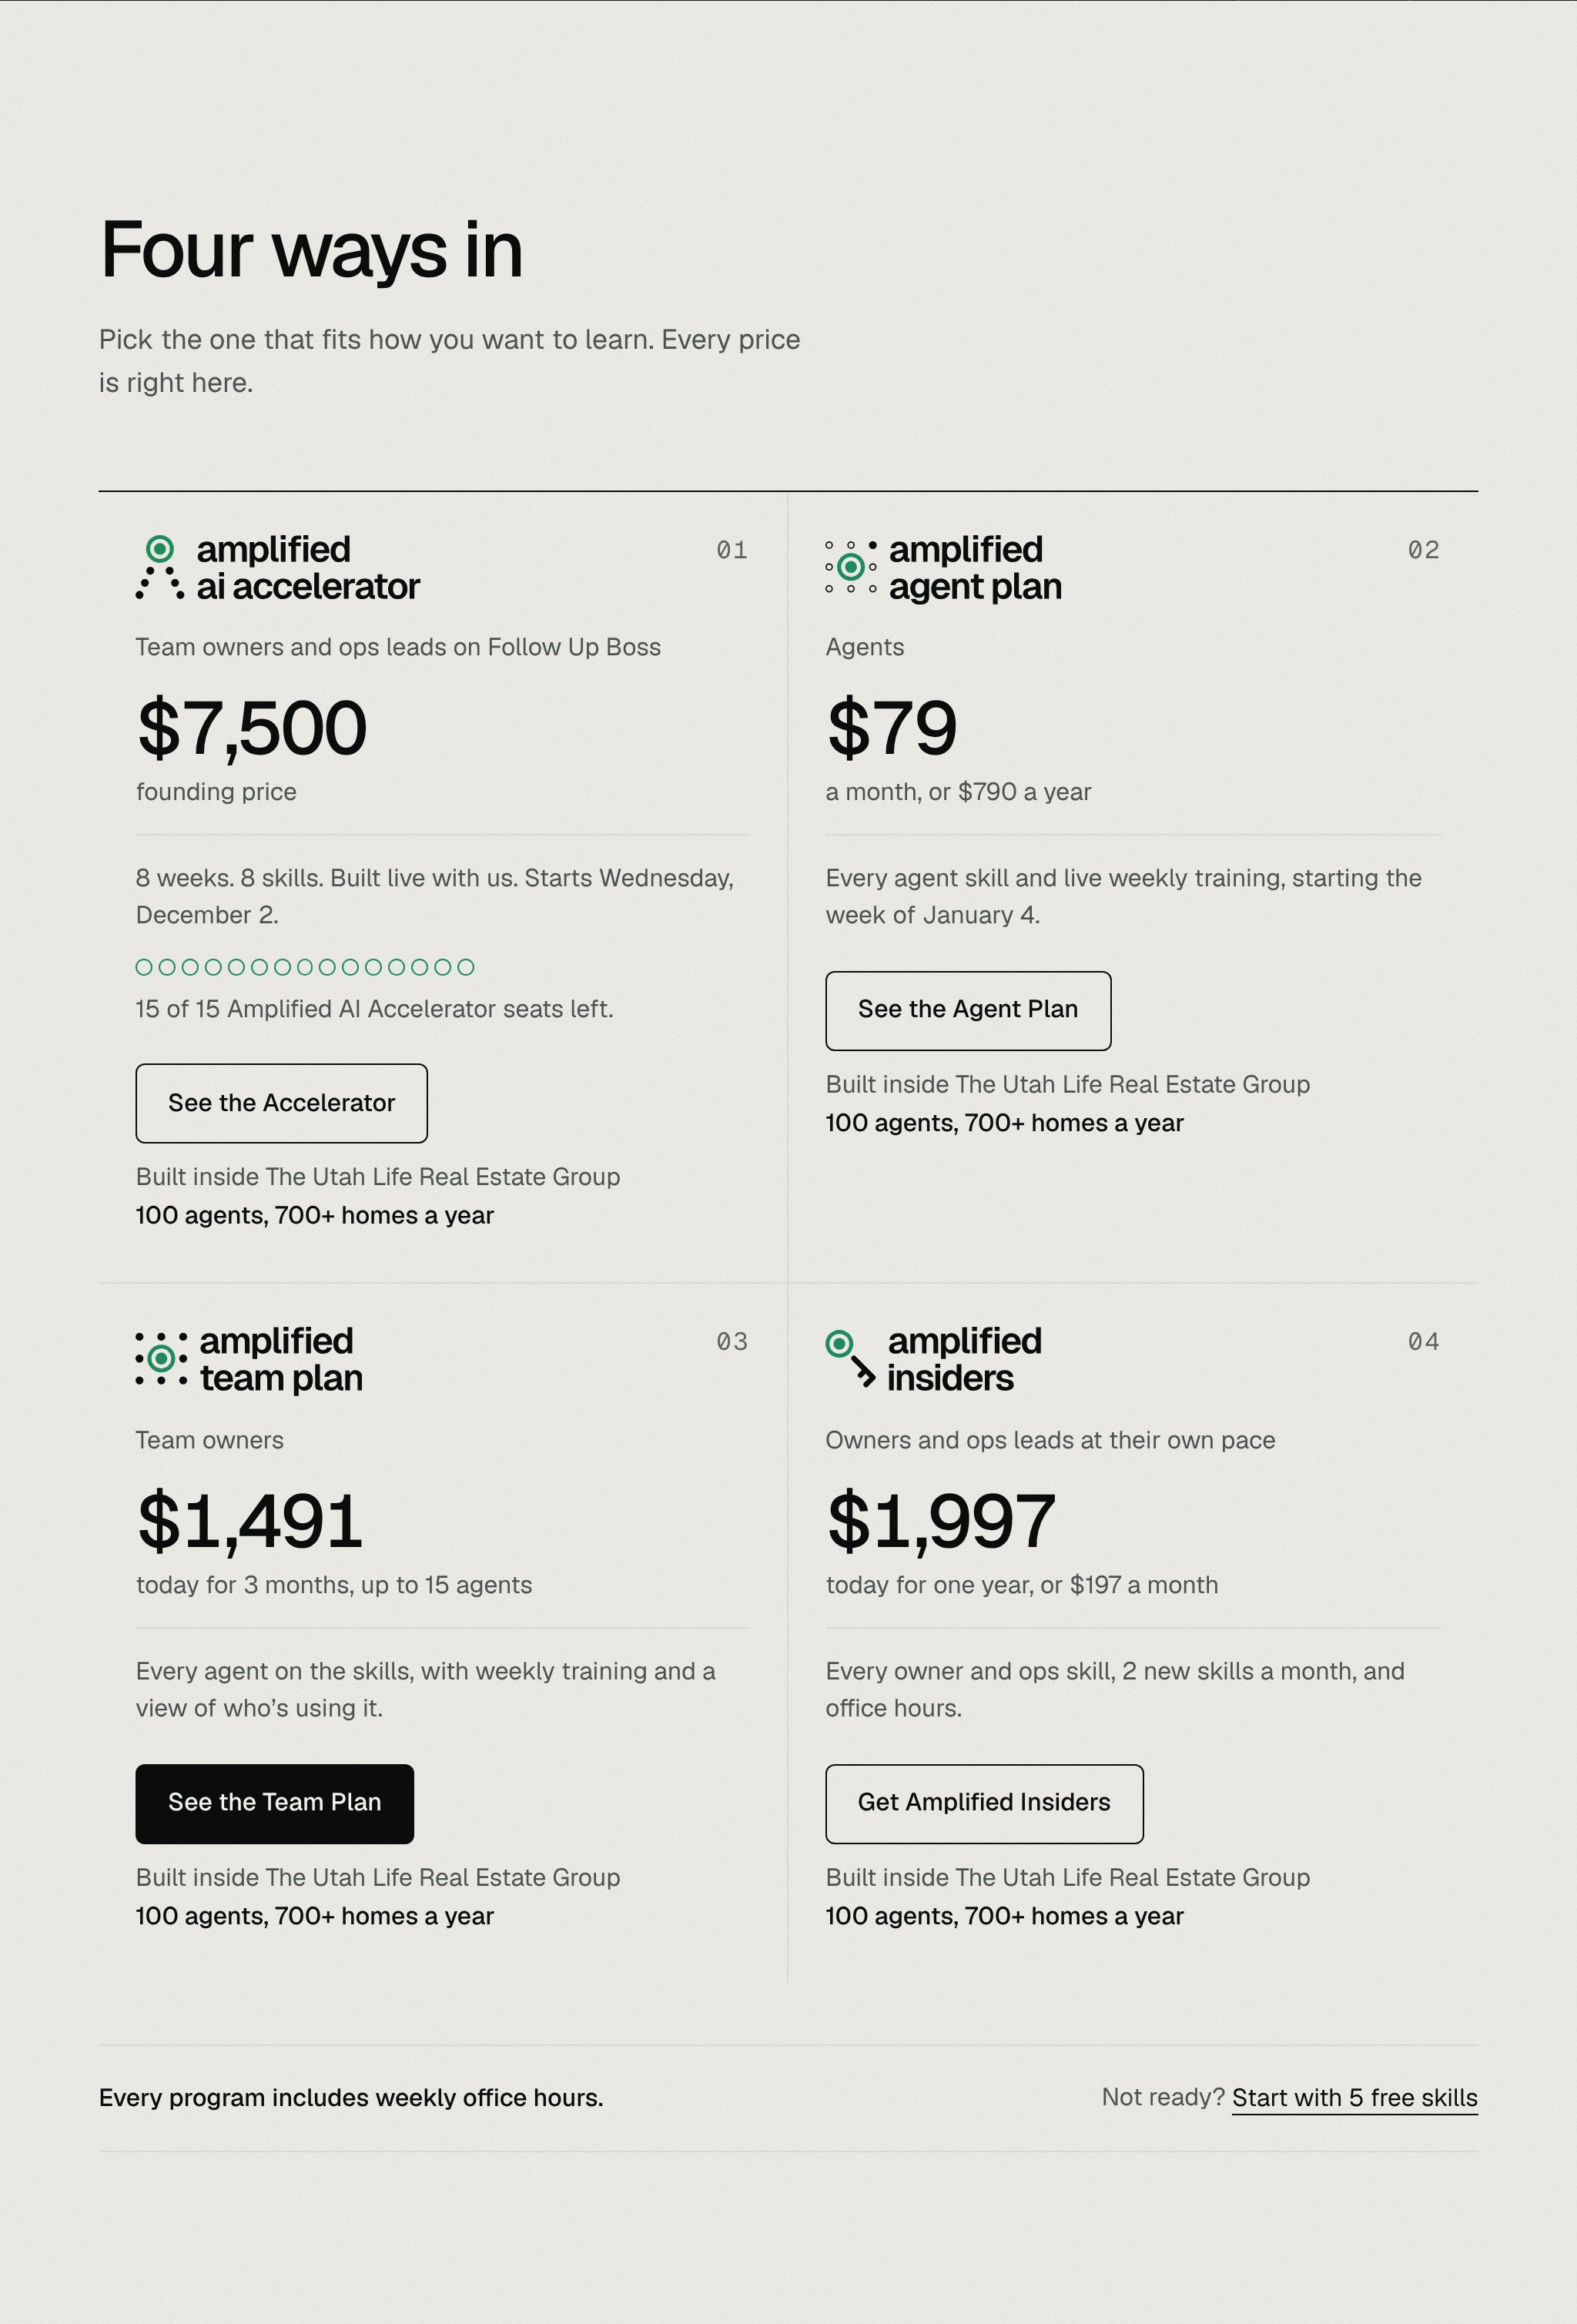 Four ways in
Pick the one that fits how you want to learn. Every price
is right here.
amplified
ai accelerator
01
Team owners and ops leads on Follow Up Boss
$7,500
founding price
8 weeks. 8 skills. Built live with us. Starts Wednesday,
December 2.
15 of 15 Amplified AI Accelerator seats left.
See the Accelerator
Built inside The Utah Life Real Estate Group
100 agents, 700+ homes a year
amplified
agent plan
02
Agents
$79
a month, or $790 a year
Every agent skill and live weekly training, starting the
week of January 4.
See the Agent Plan
Built inside The Utah Life Real Estate Group
100 agents, 700+ homes a year
amplified
team plan
03
Team owners
$1,491
today for 3 months, up to 15 agents
Every agent on the skills, with weekly training and a
view of who’s using it.
See the Team Plan
Built inside The Utah Life Real Estate Group
100 agents, 700+ homes a year
amplified
insiders
04
Owners and ops leads at their own pace
$1,997
today for one year, or $197 a month
Every owner and ops skill, 2 new skills a month, and
office hours.
Get Amplified Insiders
Built inside The Utah Life Real Estate Group
100 agents, 700+ homes a year
Every program includes weekly office hours.
Not ready? Start with 5 free skills